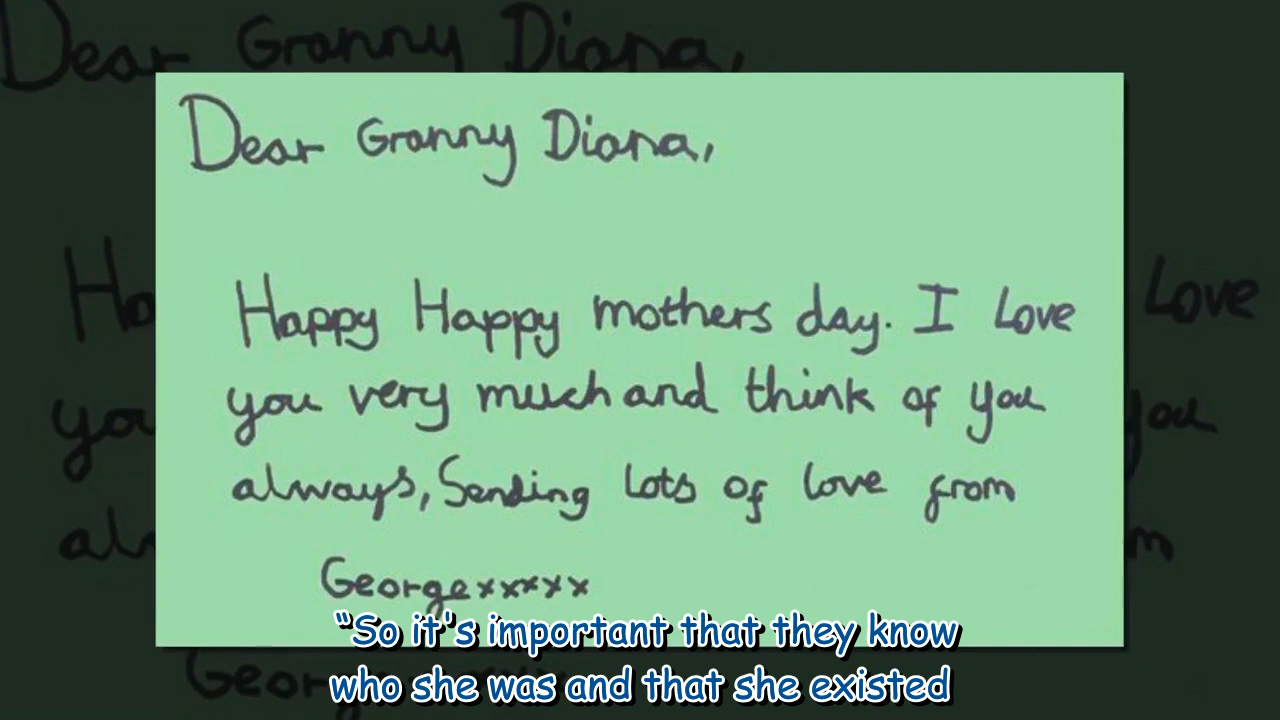 Dear Granny Diana,
Happy Happy mothers day. I Love
you very much and think of you
always, Sending Lots of love from
Georgexxxxx
“So it's important that they know
who she was and that she existed